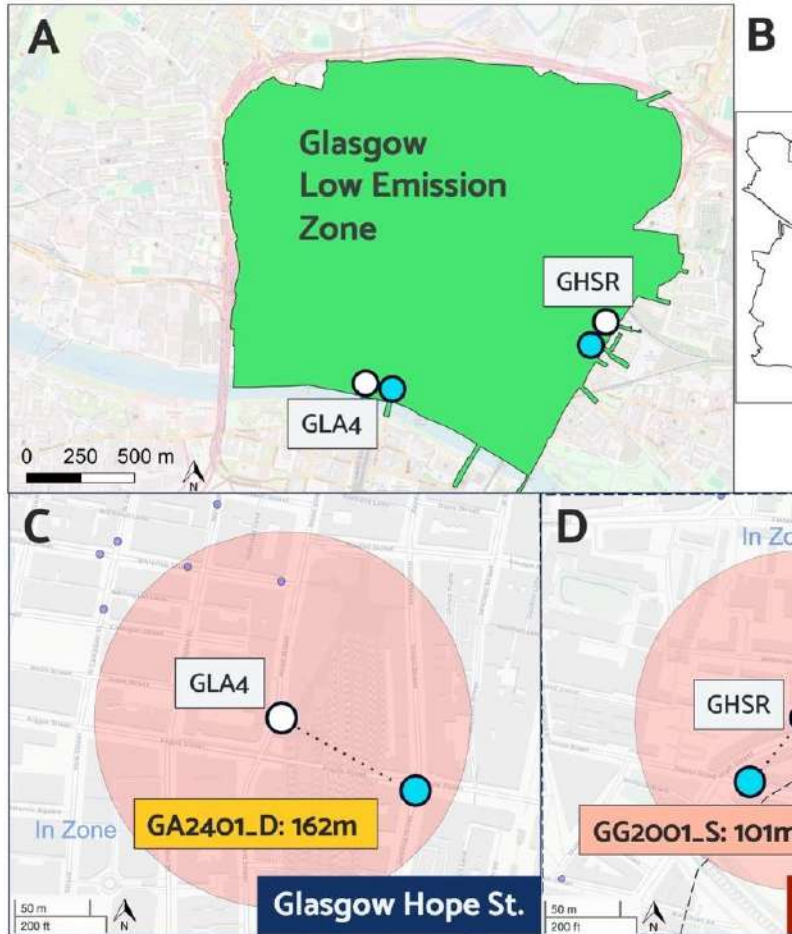 A
B
Glasgow
Low Emission
Zone
GHSR
GLA4
0 250 500 m
N
C
D
In Zo
GLA4
GHSR
In Zone
GA2401_D: 162m
GG2001_S: 101m
Glasgow Hope St.
50 m
200 ft
N
50 m
200 ft
N